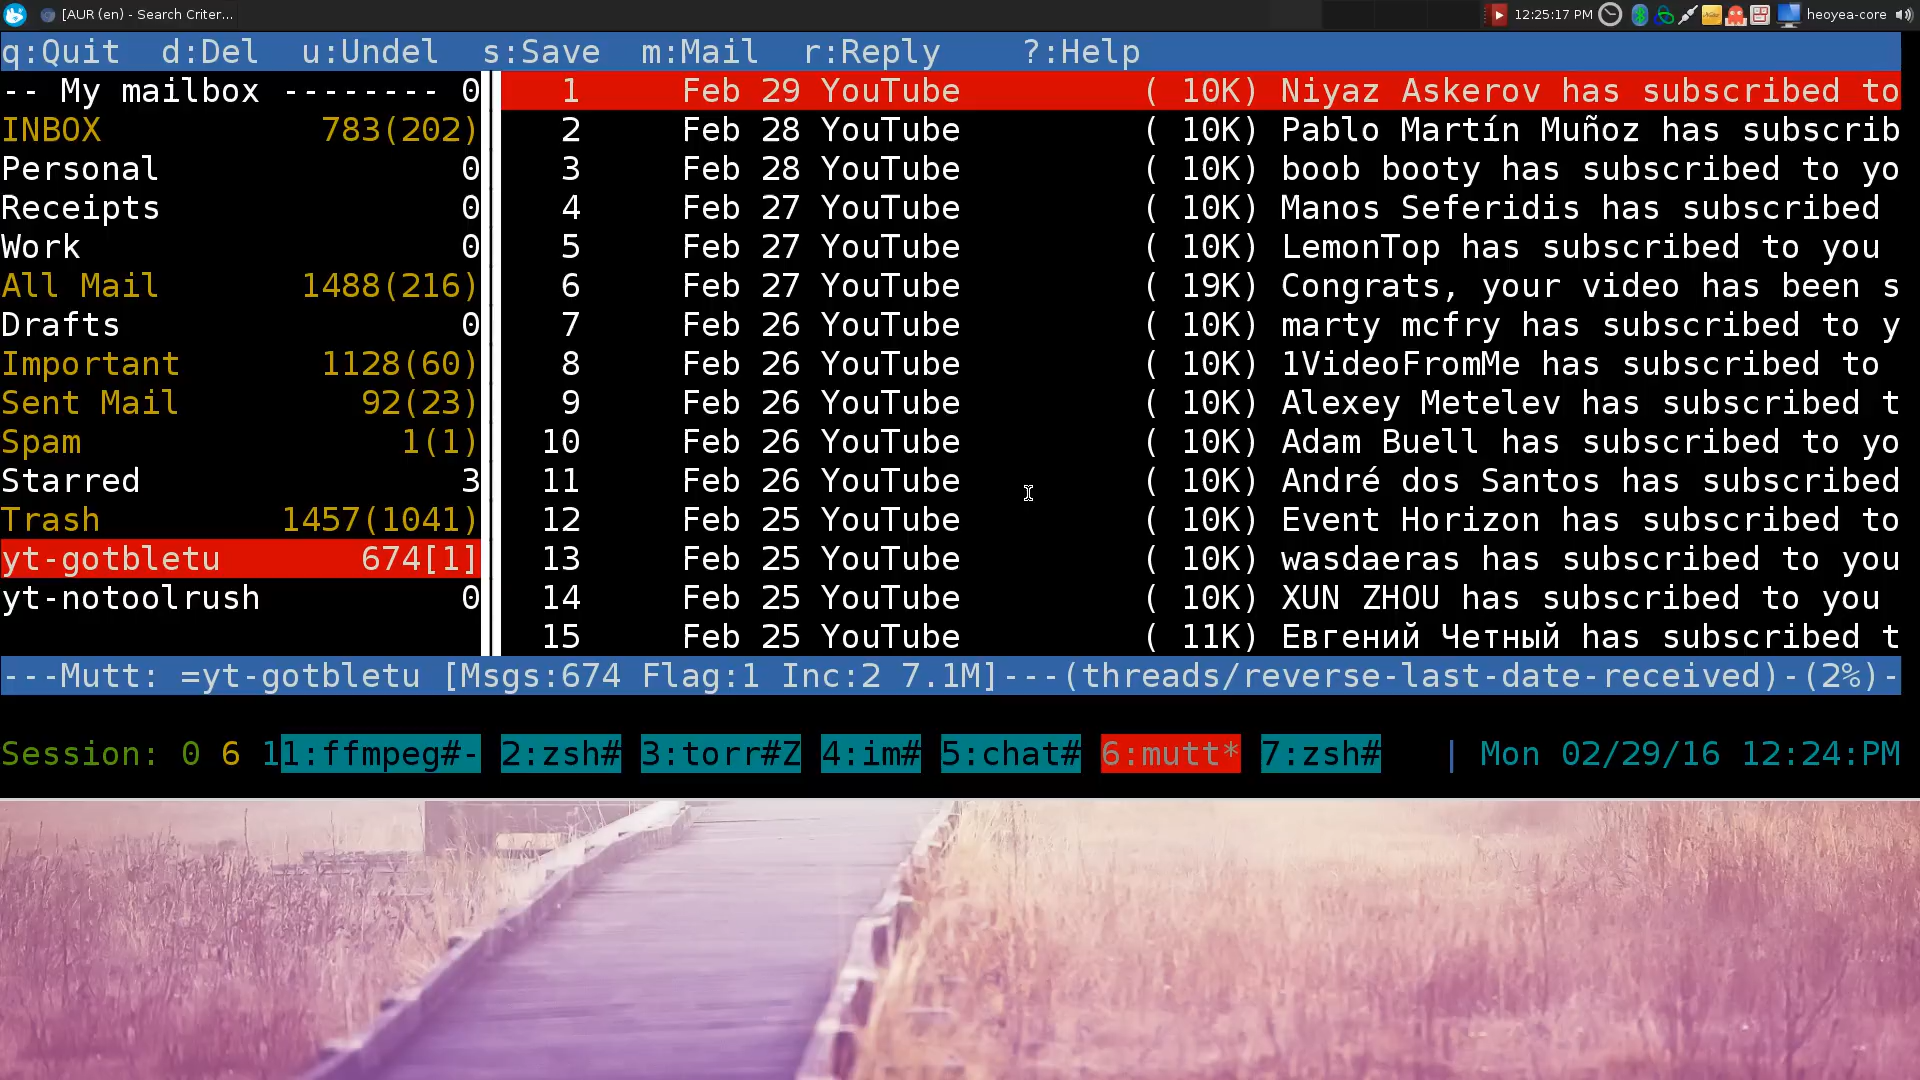 [AUR (en) - Search Criter... 12:25:17 PM heoyea-core
q:Quit d:Del u:Undel s:Save m:Mail r:Reply ?:Help
-- My mailbox -------- 0 1 Feb 29 YouTube ( 10K) Niyaz Askerov has subscribed to
INBOX 783(202) 2 Feb 28 YouTube ( 10K) Pablo Martín Muñoz has subscrib
Personal 0 3 Feb 28 YouTube ( 10K) boob booty has subscribed to yo
Receipts 0 4 Feb 27 YouTube ( 10K) Manos Seferidis has subscribed
Work 0 5 Feb 27 YouTube ( 10K) LemonTop has subscribed to you
All Mail 1488(216) 6 Feb 27 YouTube ( 19K) Congrats, your video has been s
Drafts 0 7 Feb 26 YouTube ( 10K) marty mcfry has subscribed to y
Important 1128(60) 8 Feb 26 YouTube ( 10K) 1VideoFromMe has subscribed to
Sent Mail 92(23) 9 Feb 26 YouTube ( 10K) Alexey Metelev has subscribed t
Spam 1(1) 10 Feb 26 YouTube ( 10K) Adam Buell has subscribed to yo
Starred 3 11 Feb 26 YouTube ( 10K) André dos Santos has subscribed
Trash 1457(1041) 12 Feb 25 YouTube ( 10K) Event Horizon has subscribed to
yt-gotbletu 674[1] 13 Feb 25 YouTube ( 10K) wasdaeras has subscribed to you
yt-notoolrush 0 14 Feb 25 YouTube ( 10K) XUN ZHOU has subscribed to you
15 Feb 25 YouTube ( 11K) Евгений Четный has subscribed t
---Mutt: =yt-gotbletu [Msgs:674 Flag:1 Inc:2 7.1M]---(threads/reverse-last-date-received)-(2%)-
Session: 0 6 11:ffmpeg#- 2:zsh# 3:torr#Z 4:im# 5:chat# 6:mutt* 7:zsh# | Mon 02/29/16 12:24:PM